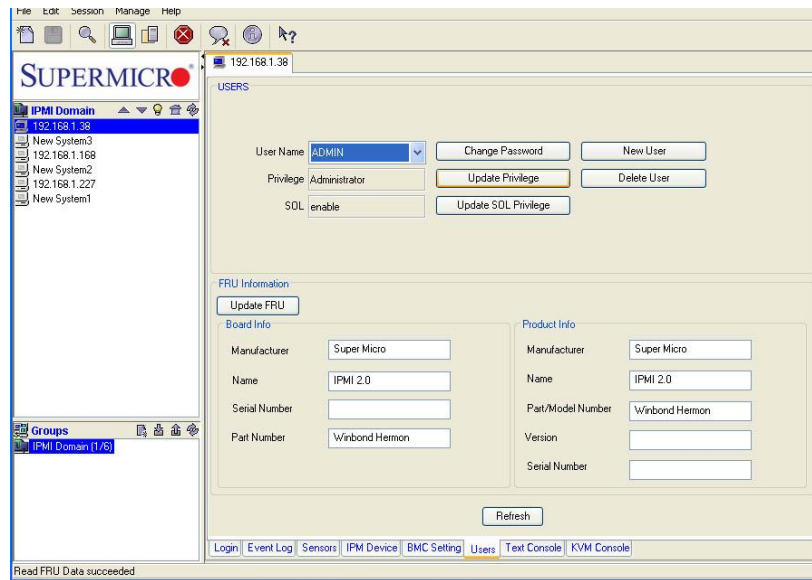 File Edit Session Manage Help
SUPERMICRO
IPMI Domain
192.168.1.38
New System3
192.168.1.168
New System2
192.168.1.227
New System1
Groups
IPMI Domain (1/6)
192.168.1.38
USERS
User Name ADMIN Change Password New User
Privilege Administrator Update Privilege Delete User
SOL enable Update SOL Privilege
FRU Information
Update FRU
Board Info
Manufacturer Super Micro
Name IPMI 2.0
Serial Number
Part Number Winbond Hermon
Product Info
Manufacturer Super Micro
Name IPMI 2.0
Part/Model Number Winbond Hermon
Version
Serial Number
Refresh
Login Event Log Sensors IPM Device BMC Setting Users Text Console KVM Console
Read FRU Data succeeded